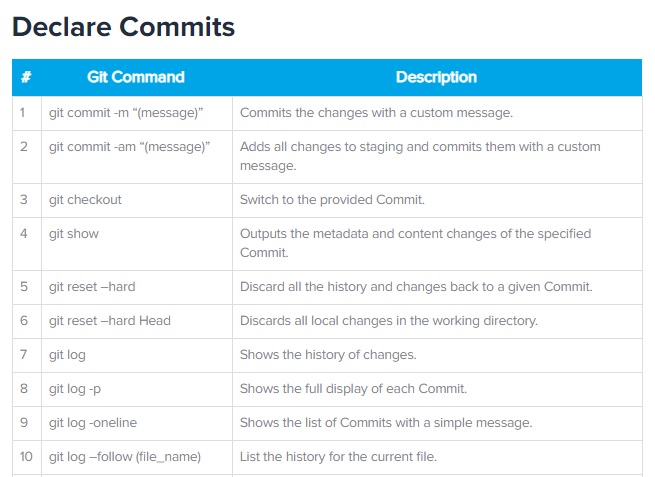 Declare Commits
# Git Command Description
1 git commit -m “(message)” Commits the changes with a custom message.
2 git commit -am “(message)” Adds all changes to staging and commits them with a custom
message.
3 git checkout Switch to the provided Commit.
4 git show Outputs the metadata and content changes of the specified
Commit.
5 git reset –hard Discard all the history and changes back to a given Commit.
6 git reset –hard Head Discards all local changes in the working directory.
7 git log Shows the history of changes.
8 git log -p Shows the full display of each Commit.
9 git log -oneline Shows the list of Commits with a simple message.
10 git log –follow (file_name) List the history for the current file.